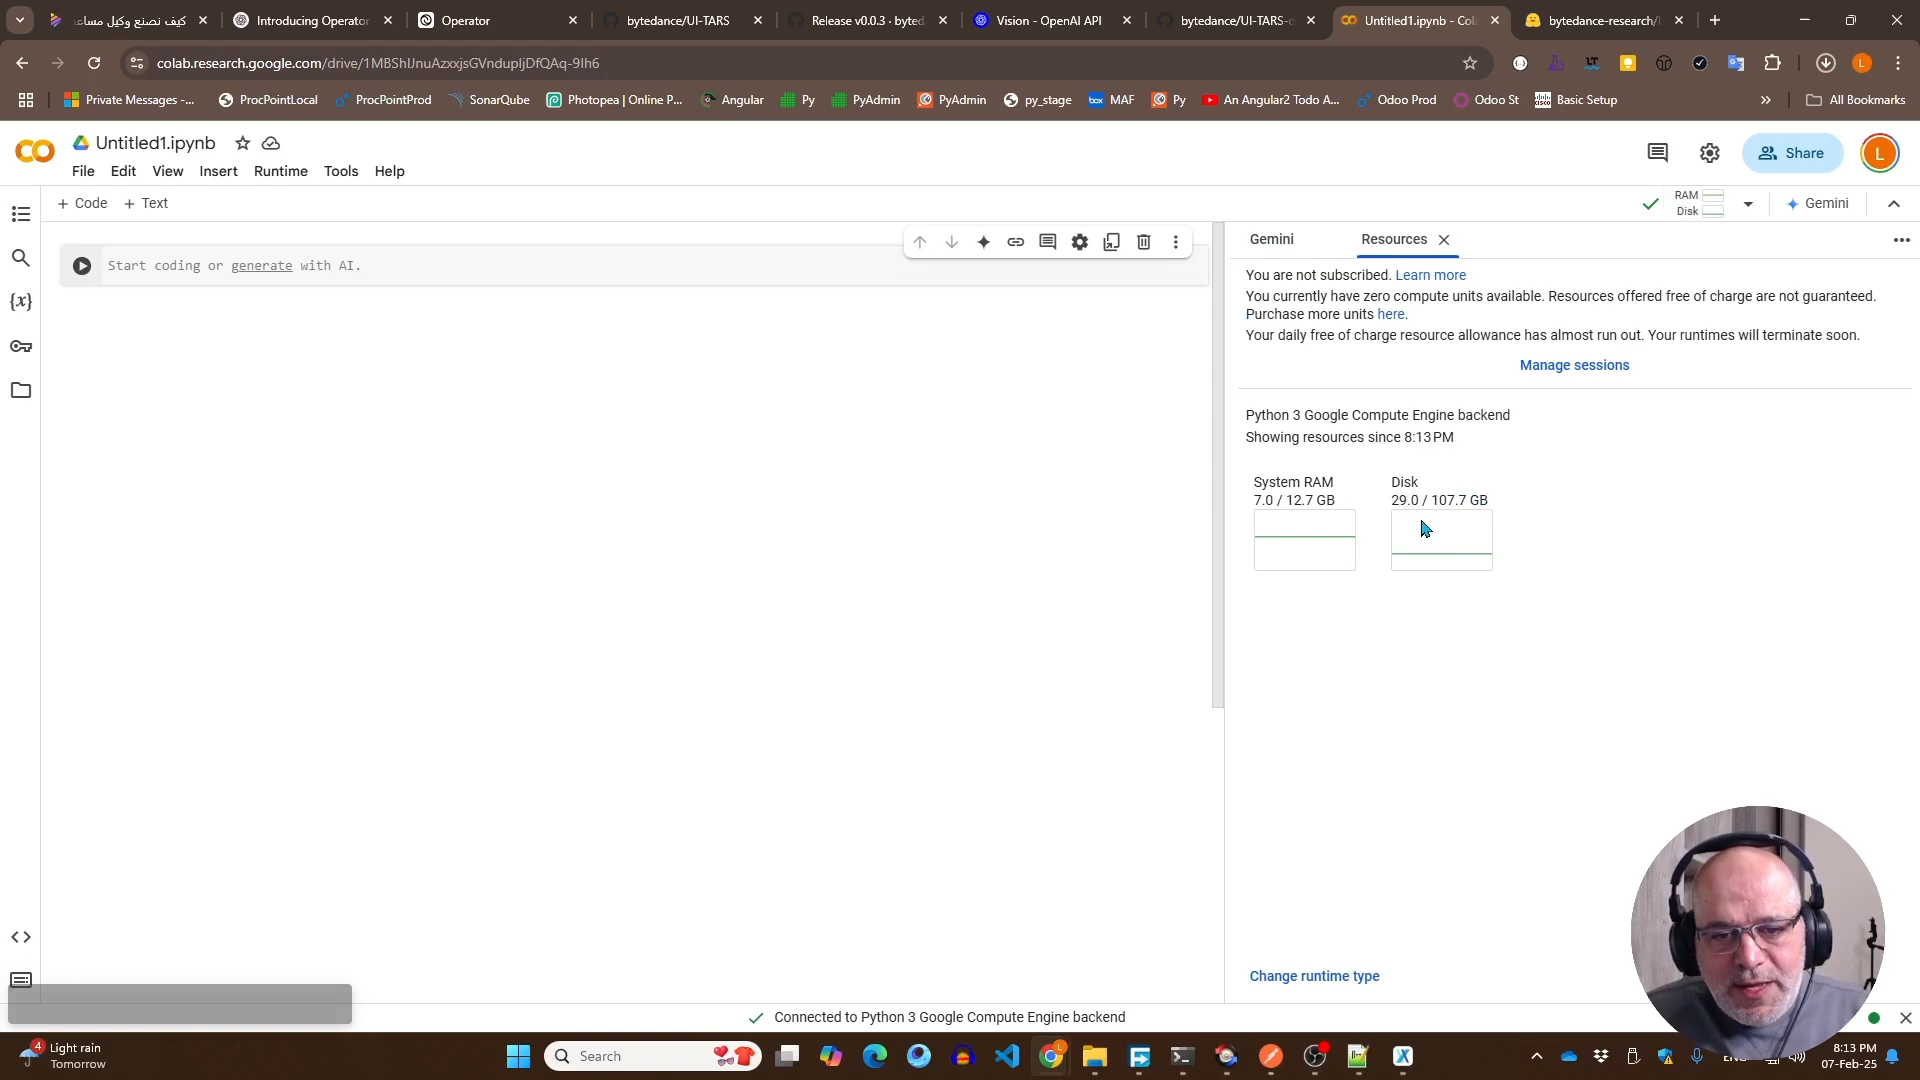 كيف نصنع وكيل مساعد
Introducing Operator
Operator
bytedance/UI-TARS
Release v0.0.3 · byted
Vision - OpenAI API
bytedance/UI-TARS-d
Untitled1.ipynb - Col
bytedance-research/
colab.research.google.com/drive/1MBShIJnuAzxxjsGVndupIjDfQAq-9Ih6
Private Messages -...
ProcPointLocal
ProcPointProd
SonarQube
Photopea | Online P...
Angular
Py
PyAdmin
PyAdmin
py_stage
MAF
Py
An Angular2 Todo A...
Odoo Prod
Odoo St
Basic Setup
All Bookmarks
Untitled1.ipynb
Share
L
File Edit View Insert Runtime Tools Help
+ Code + Text
RAM
Disk
Gemini
Start coding or generate with AI.
Gemini
Resources
You are not subscribed. Learn more
You currently have zero compute units available. Resources offered free of charge are not guaranteed.
Purchase more units here.
Your daily free of charge resource allowance has almost run out. Your runtimes will terminate soon.
Manage sessions
Python 3 Google Compute Engine backend
Showing resources since 8:13 PM
System RAM
7.0 / 12.7 GB
Disk
29.0 / 107.7 GB
Change runtime type
Connected to Python 3 Google Compute Engine backend
4
Light rain
Tomorrow
Search
8:13 PM
07-Feb-25